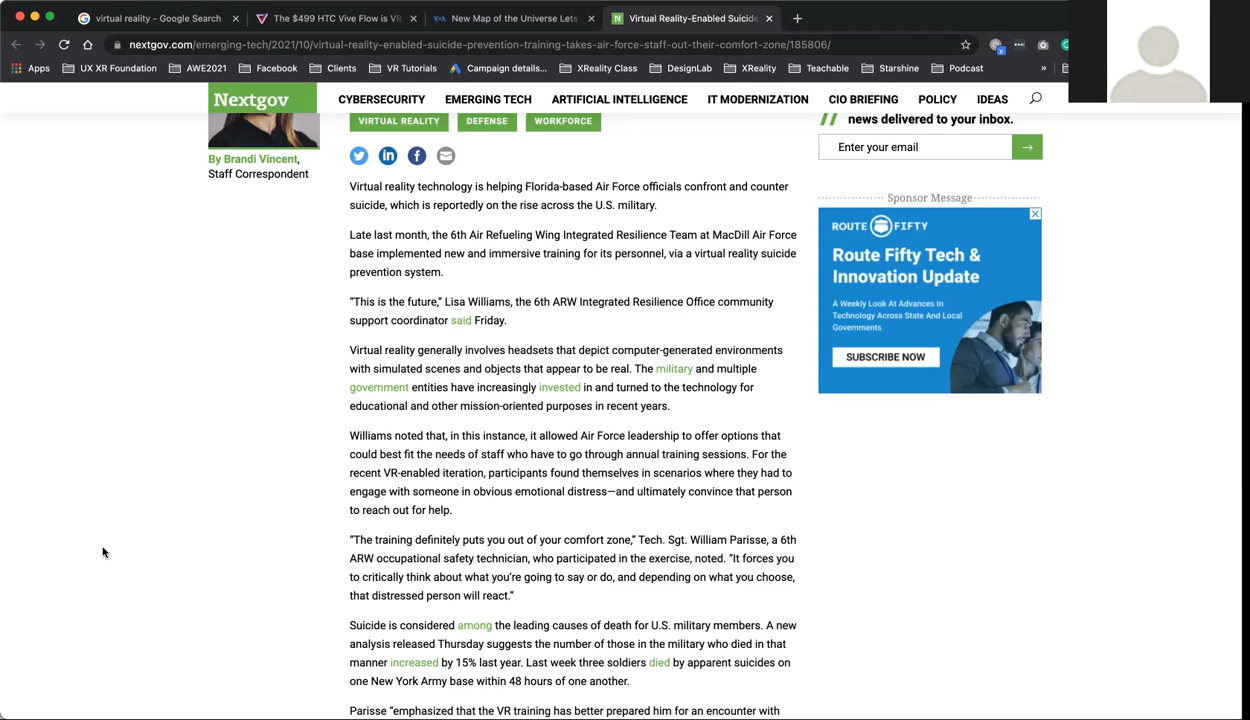 virtual reality - Google Search
The $499 HTC Vive Flow is VR
New Map of the Universe Lets
Virtual Reality-Enabled Suicide
nextgov.com/emerging-tech/2021/10/virtual-reality-enabled-suicide-prevention-training-takes-air-force-staff-out-their-comfort-zone/185806/
Apps UX XR Foundation AWE2021 Facebook Clients VR Tutorials Campaign details... XReality Class DesignLab XReality Teachable Starshine Podcast »
Nextgov CYBERSECURITY EMERGING TECH ARTIFICIAL INTELLIGENCE IT MODERNIZATION CIO BRIEFING POLICY IDEAS
By Brandi Vincent,
Staff Correspondent
VIRTUAL REALITY DEFENSE WORKFORCE
Virtual reality technology is helping Florida-based Air Force officials confront and counter
suicide, which is reportedly on the rise across the U.S. military.
Late last month, the 6th Air Refueling Wing Integrated Resilience Team at MacDill Air Force
base implemented new and immersive training for its personnel, via a virtual reality suicide
prevention system.
“This is the future,” Lisa Williams, the 6th ARW Integrated Resilience Office community
support coordinator said Friday.
Virtual reality generally involves headsets that depict computer-generated environments
with simulated scenes and objects that appear to be real. The military and multiple
government entities have increasingly invested in and turned to the technology for
educational and other mission-oriented purposes in recent years.
Williams noted that, in this instance, it allowed Air Force leadership to offer options that
could best fit the needs of staff who have to go through annual training sessions. For the
recent VR-enabled iteration, participants found themselves in scenarios where they had to
engage with someone in obvious emotional distress—and ultimately convince that person
to reach out for help.
“The training definitely puts you out of your comfort zone,” Tech. Sgt. William Parisse, a 6th
ARW occupational safety technician, who participated in the exercise, noted. “It forces you
to critically think about what you’re going to say or do, and depending on what you choose,
that distressed person will react.”
Suicide is considered among the leading causes of death for U.S. military members. A new
analysis released Thursday suggests the number of those in the military who died in that
manner increased by 15% last year. Last week three soldiers died by apparent suicides on
one New York Army base within 48 hours of one another.
Parisse “emphasized that the VR training has better prepared him for an encounter with
news delivered to your inbox.
Enter your email
Sponsor Message
ROUTE FIFTY
Route Fifty Tech &
Innovation Update
A Weekly Look At Advances In
Technology Across State And Local
Governments
SUBSCRIBE NOW